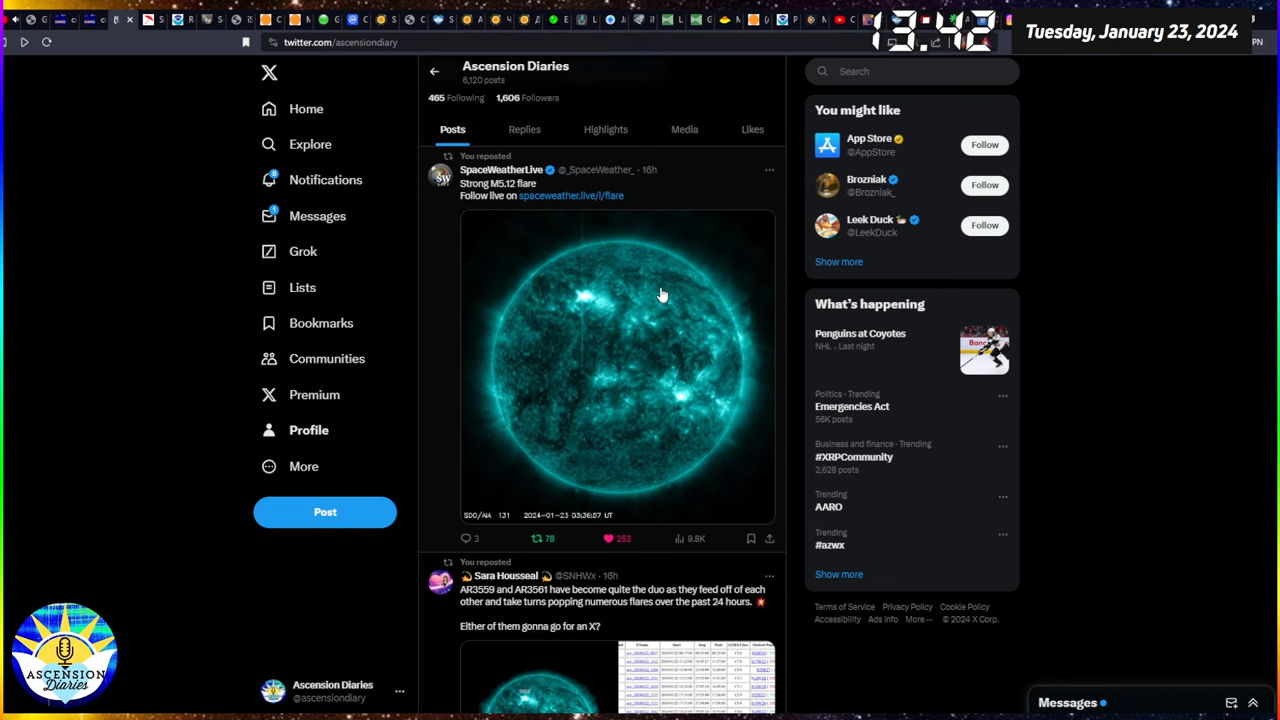 13:42
Tuesday, January 23, 2024
twitter.com/ascensiondiary
Home
Explore
Notifications
8
Messages
1
Grok
Lists
Bookmarks
Communities
Premium
Profile
More
Post
Ascension Diaries
@ascensiondiary
ASCENSION
Diaries
Ascension Diaries
6,120 posts
465 Following 1,606 Followers
Posts Replies Highlights Media Likes
You reposted
SpaceWeatherLive @_SpaceWeather_ · 16h
Strong M5.12 flare
Follow live on spaceweather.live/l/flare
SDO/AIA 131 2024-01-23 03:36:57 UT
3 78 253 9.8K
You reposted
Sara Housseal @SNHWx · 16h
AR3559 and AR3561 have become quite the duo as they feed off of each
other and take turns popping numerous flares over the past 24 hours.
Either of them gonna go for an X?
Search
You might like
App Store
@AppStore
Follow
Brozniak
@Brozniak_
Follow
Leek Duck
@LeekDuck
Follow
Show more
What's happening
Penguins at Coyotes
NHL · Last night
Politics · Trending
Emergencies Act
56K posts
Business and finance · Trending
#XRPCommunity
2,628 posts
Trending
AARO
Trending
#azwx
Show more
Terms of Service Privacy Policy Cookie Policy
Accessibility Ads info More ··· © 2024 X Corp.
Messages